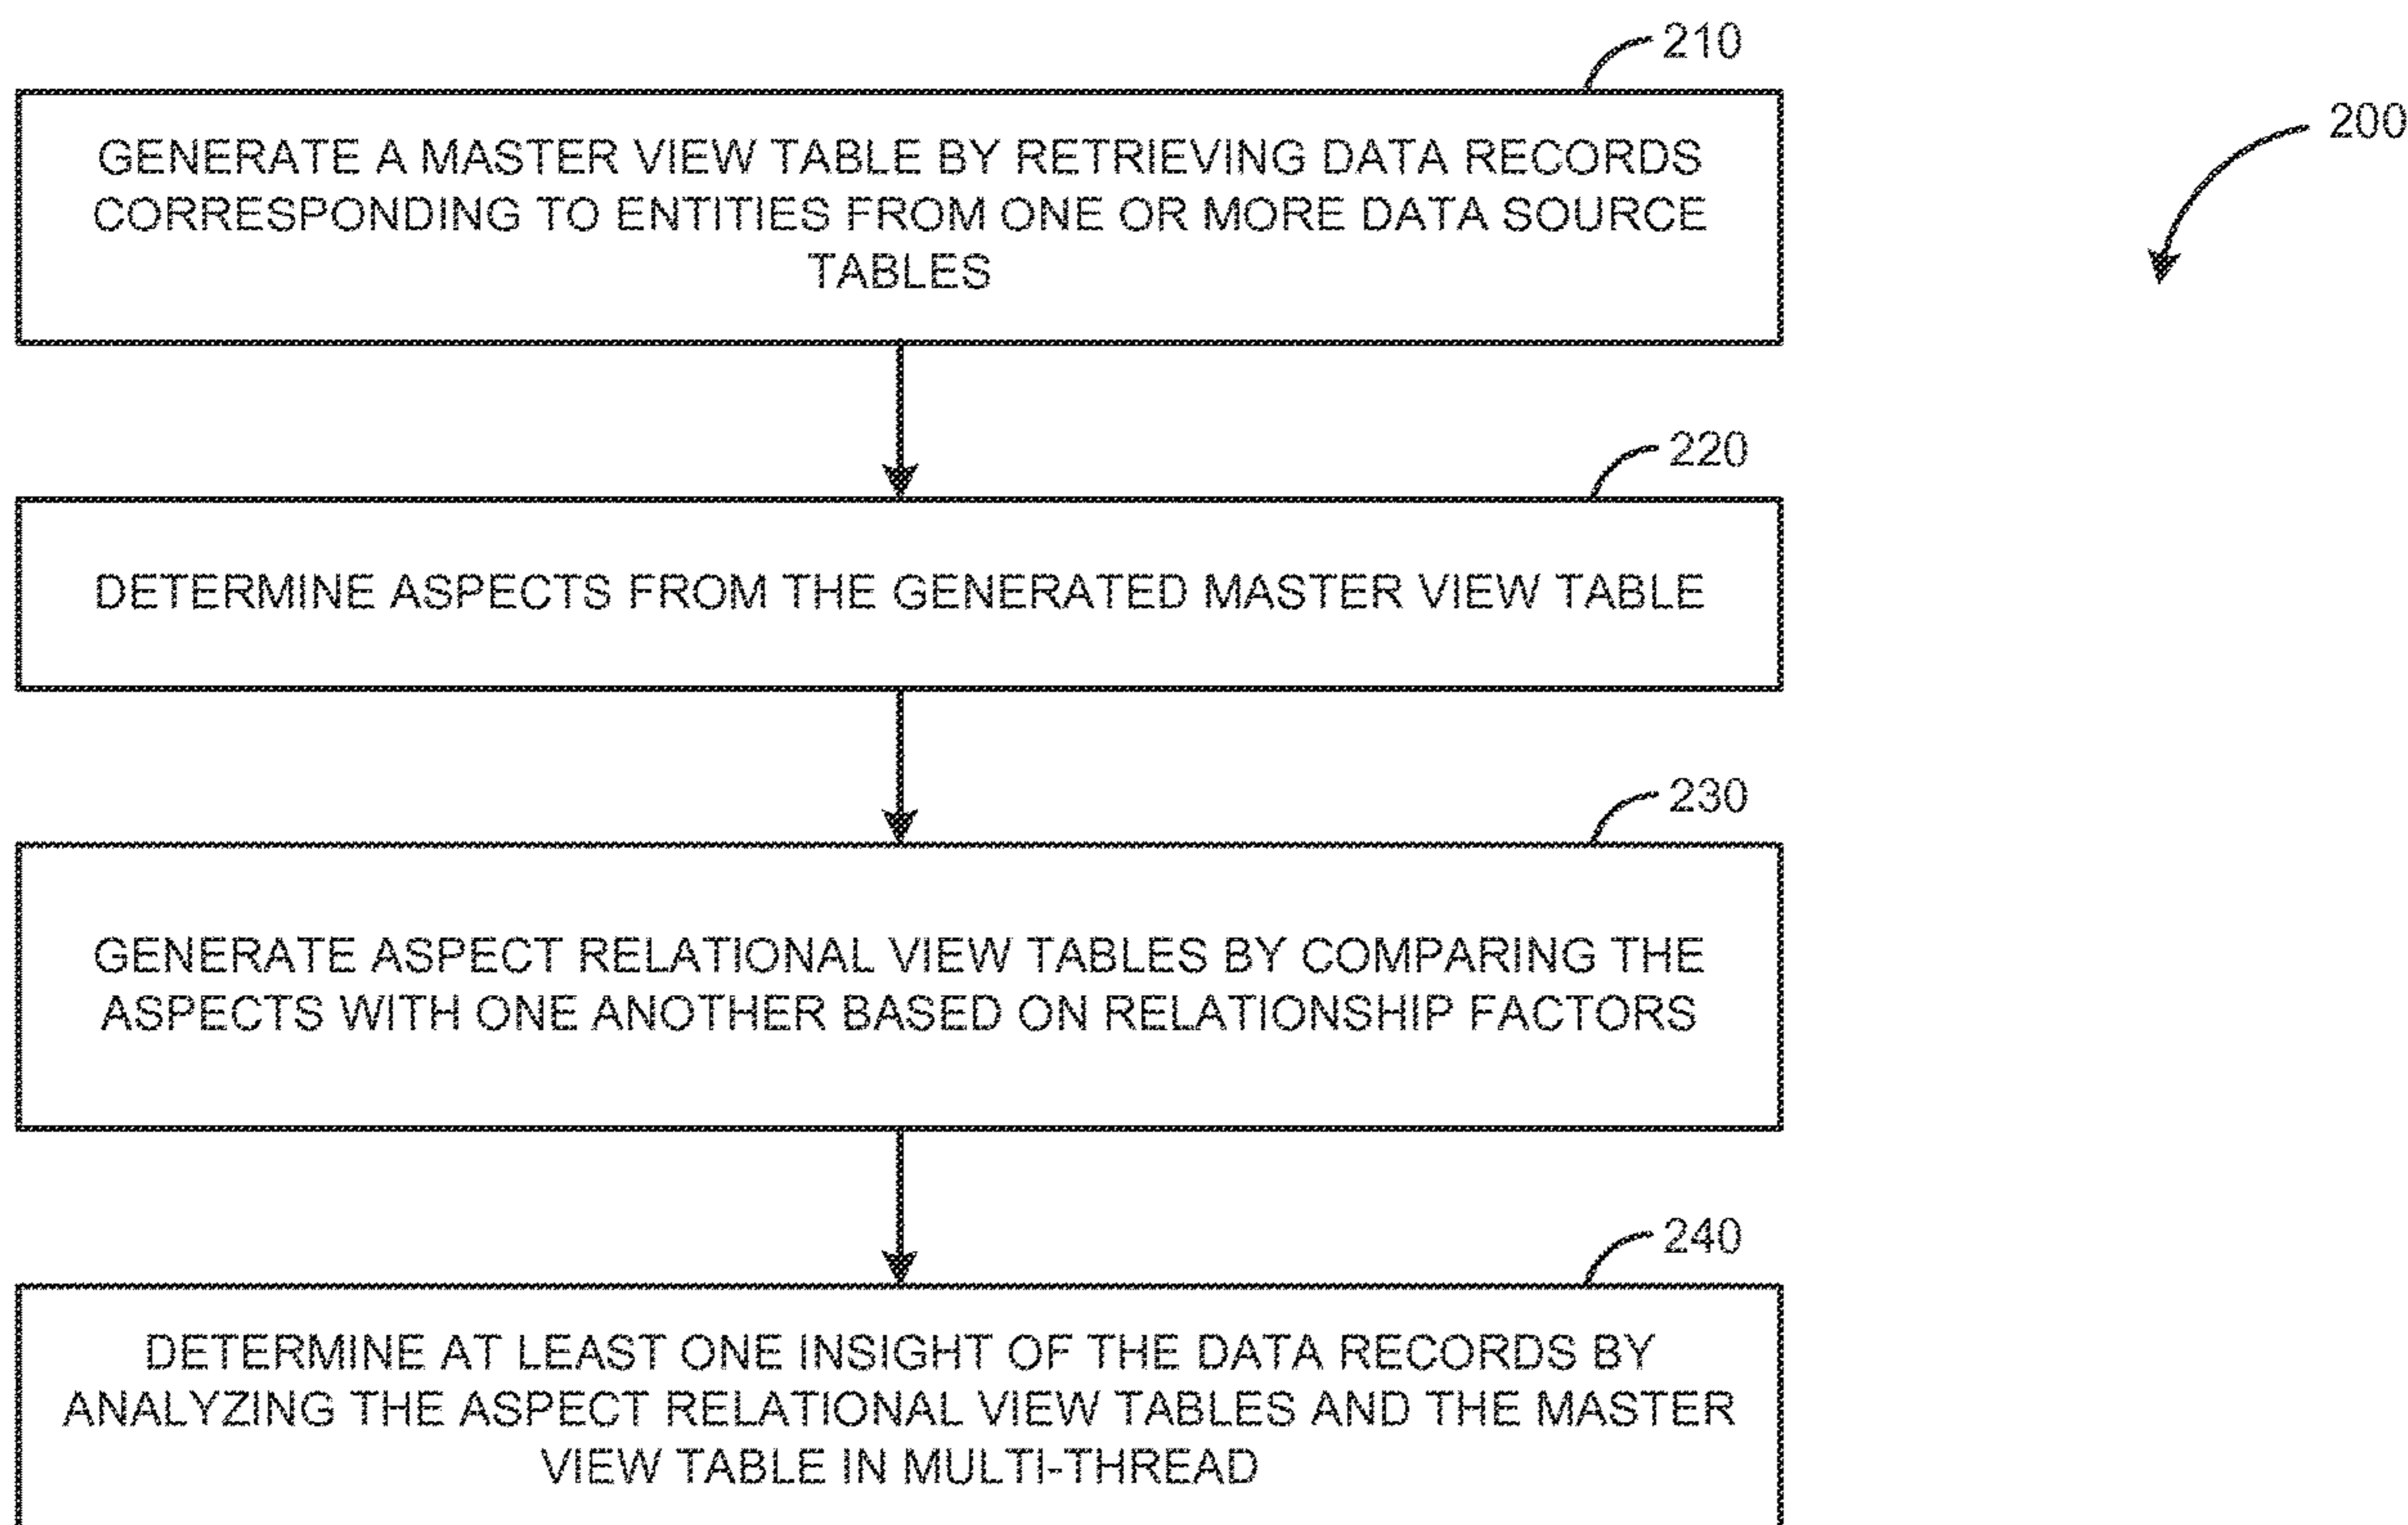 210
200
GENERATE A MASTER VIEW TABLE BY RETRIEVING DATA RECORDS
CORRESPONDING TO ENTITIES FROM ONE OR MORE DATA SOURCE
TABLES
220
DETERMINE ASPECTS FROM THE GENERATED MASTER VIEW TABLE
230
GENERATE ASPECT RELATIONAL VIEW TABLES BY COMPARING THE
ASPECTS WITH ONE ANOTHER BASED ON RELATIONSHIP FACTORS
240
DETERMINE AT LEAST ONE INSIGHT OF THE DATA RECORDS BY
ANALYZING THE ASPECT RELATIONAL VIEW TABLES AND THE MASTER
VIEW TABLE IN MULTI-THREAD